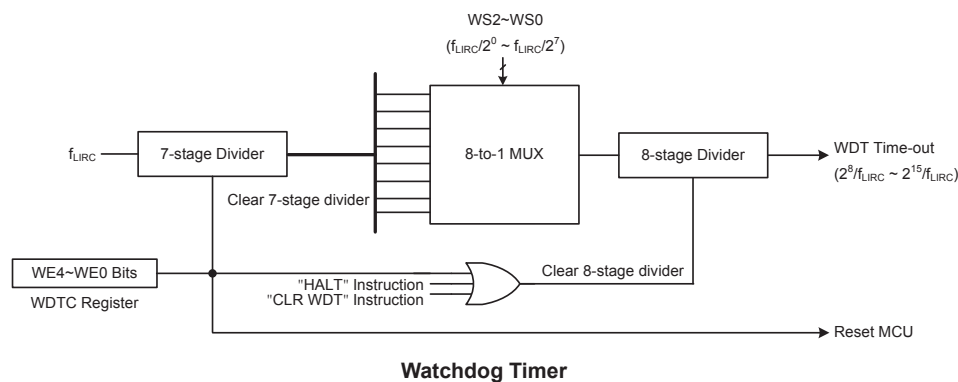 WS2~WS0
(fLIRC/2⁰ ~ fLIRC/2⁷)
fLIRC
7-stage Divider
8-to-1 MUX
8-stage Divider
WDT Time-out
(2⁸/fLIRC ~ 2¹⁵/fLIRC)
Clear 7-stage divider
WE4~WE0 Bits
WDTC Register
"HALT" Instruction
"CLR WDT" Instruction
Clear 8-stage divider
Reset MCU
Watchdog Timer